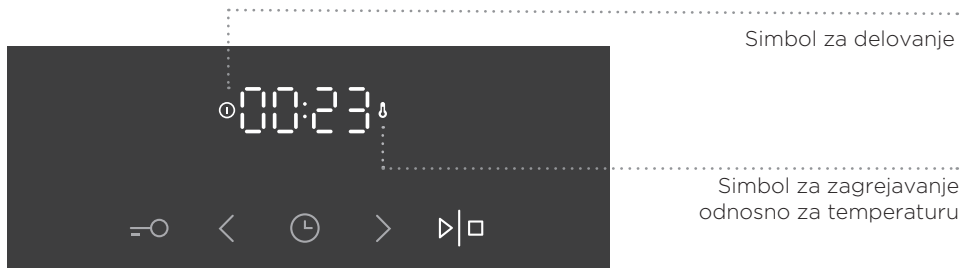 Simbol za delovanje
00:23
Simbol za zagrejavanje
odnosno za temperaturu